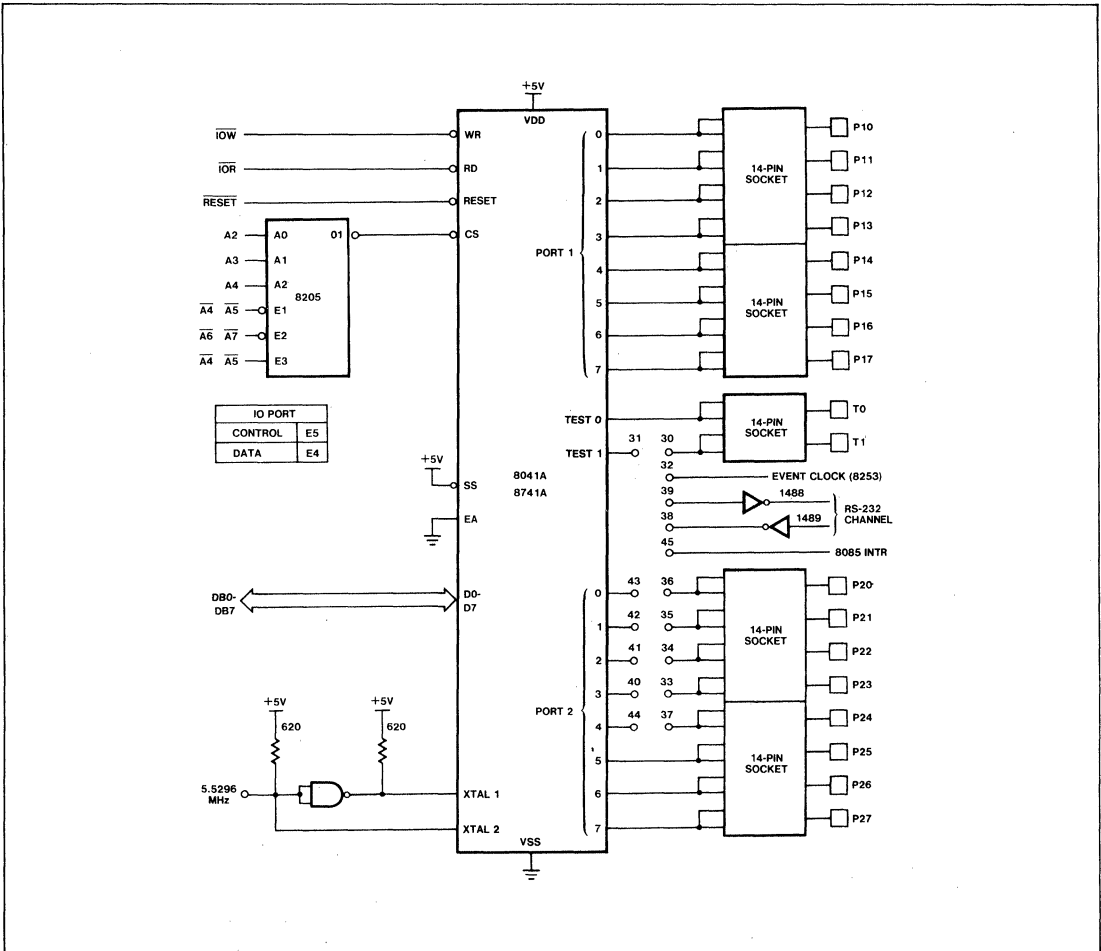 +5V
VDD
IOW
WR
0
P10
IOR
RD
1
14-PIN
SOCKET
P11
RESET
RESET
2
P12
A2
A0
01
CS
3
P13
PORT 1
A3
A1
4
P14
A4
A2
8205
5
14-PIN
SOCKET
P15
A4 A5
E1
6
P16
A6 A7
E2
7
P17
A4 A5
E3
IO PORT
CONTROL E5
DATA E4
TEST 0
14-PIN
SOCKET
T0
TEST 1
31
30
T1
+5V
SS
8041A
8741A
32
EVENT CLOCK (8253)
39
1488
38
1489
RS-232
CHANNEL
EA
45
8085 INTR
DB0-
DB7
D0-
D7
0
43
36
P20
1
42
35
14-PIN
SOCKET
P21
2
41
34
P22
3
40
33
P23
PORT 2
4
44
37
P24
5
14-PIN
SOCKET
P25
6
P26
7
P27
+5V
+5V
620
620
5.5296
MHz
XTAL 1
XTAL 2
VSS